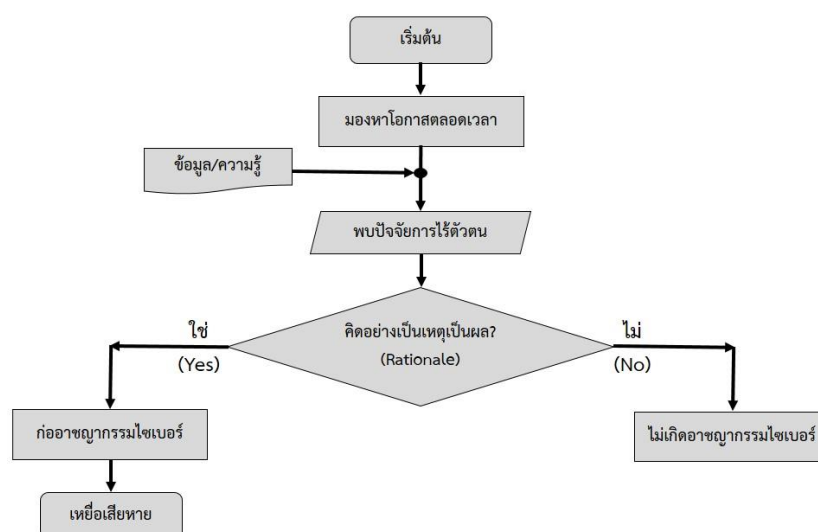 เริ่มต้น
มองหาโอกาสตลอดเวลา
ข้อมูล/ความรู้
พบปัจจัยการไร้ตัวตน
คิดอย่างเป็นเหตุเป็นผล?
(Rationale)
ใช่
(Yes)
ไม่
(No)
ก่ออาชญากรรมไซเบอร์
ไม่เกิดอาชญากรรมไซเบอร์
เหยื่อเสียหาย